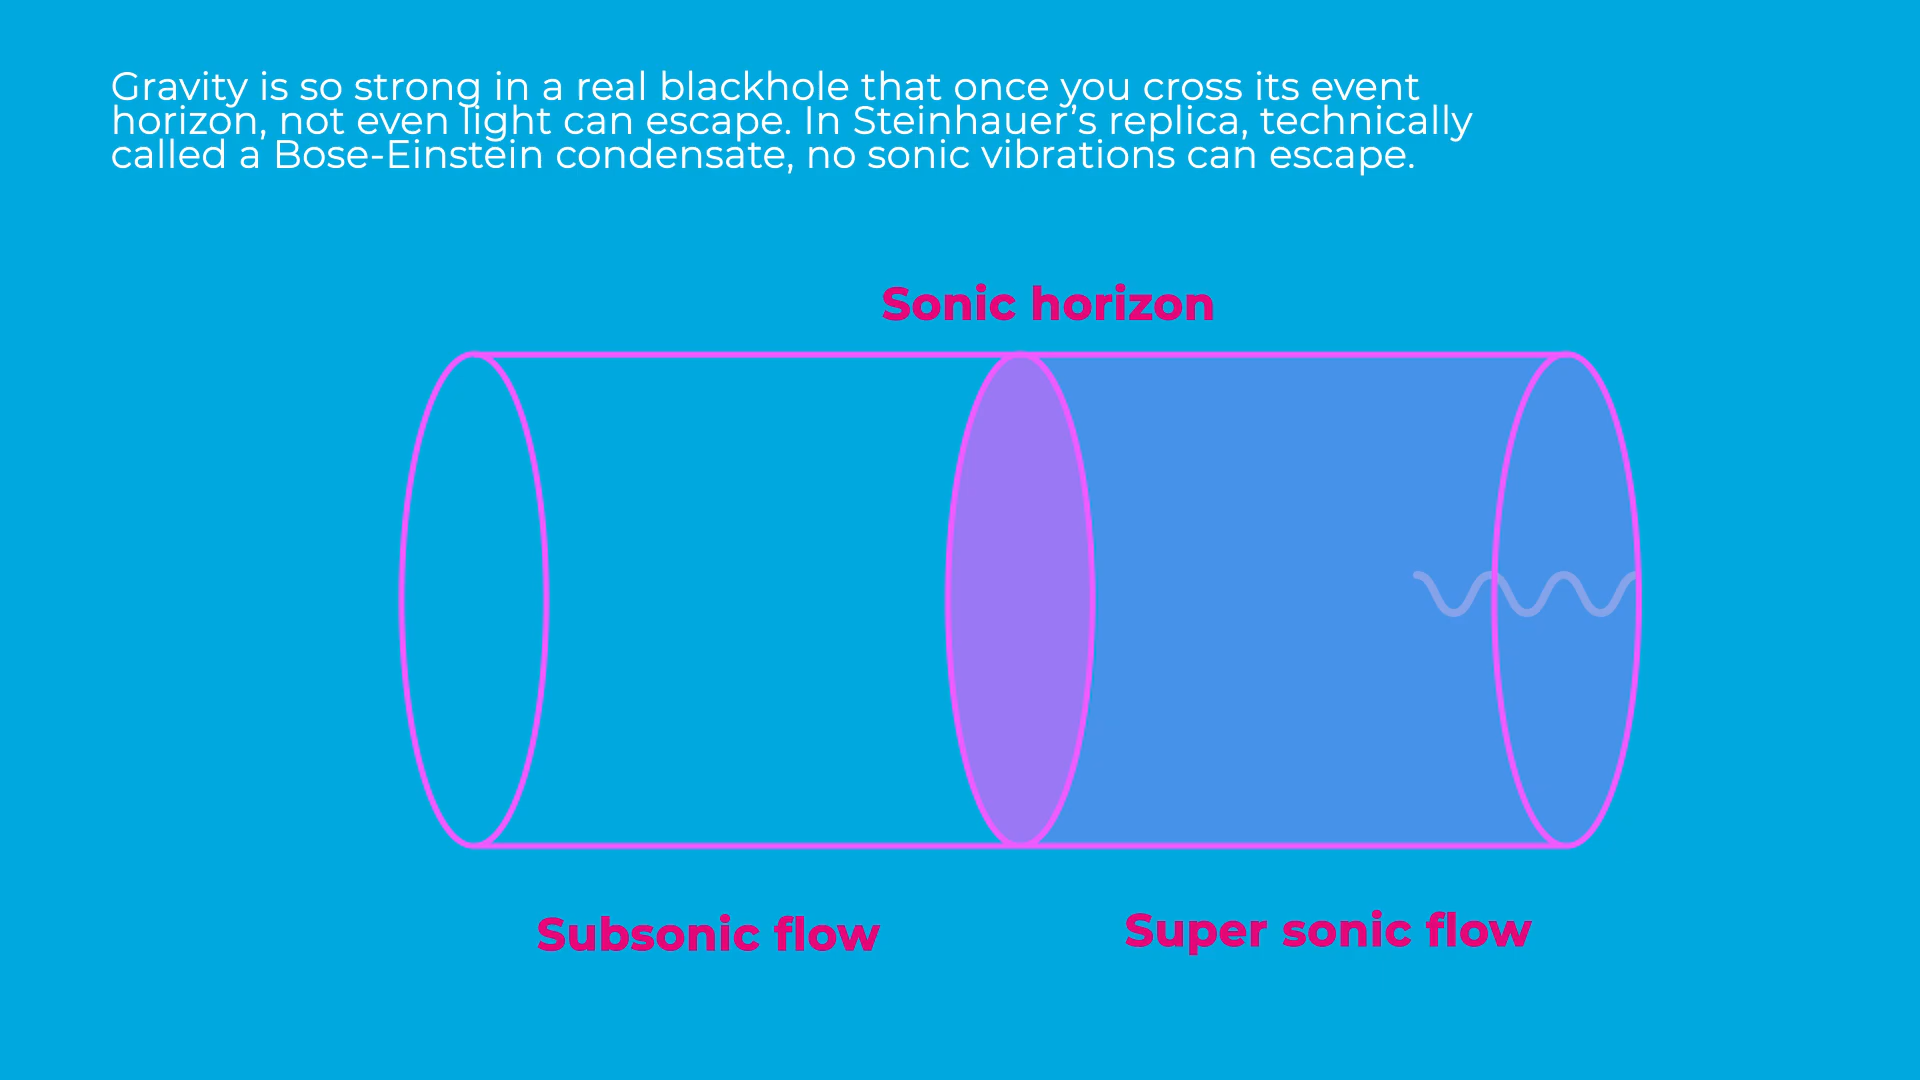 Gravity is so strong in a real blackhole that once you cross its event
horizon, not even light can escape. In Steinhauer’s replica, technically
called a Bose-Einstein condensate, no sonic vibrations can escape.
Sonic horizon
Subsonic flow
Super sonic flow